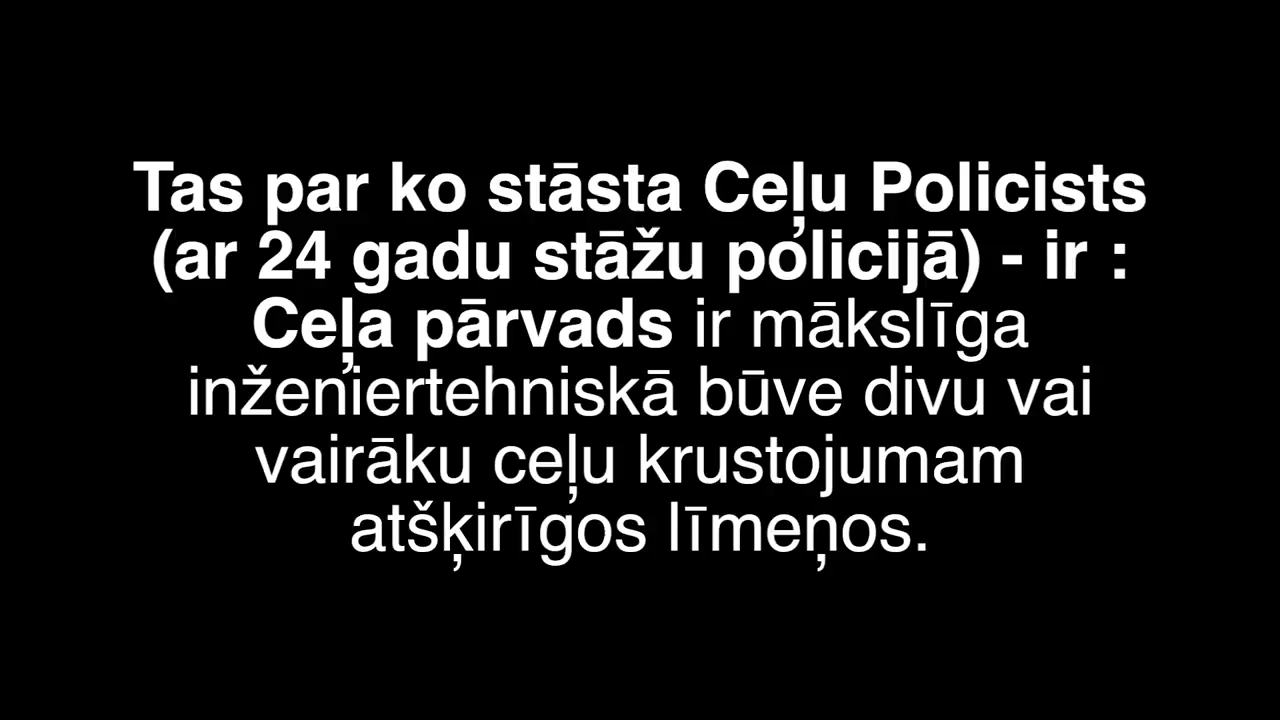 Tas par ko stāsta Ceļu Policists
(ar 24 gadu stāžu policijā) - ir :
Ceļa pārvads ir mākslīga
inženiertehniskā būve divu vai
vairāku ceļu krustojumam
atšķirīgos līmeņos.